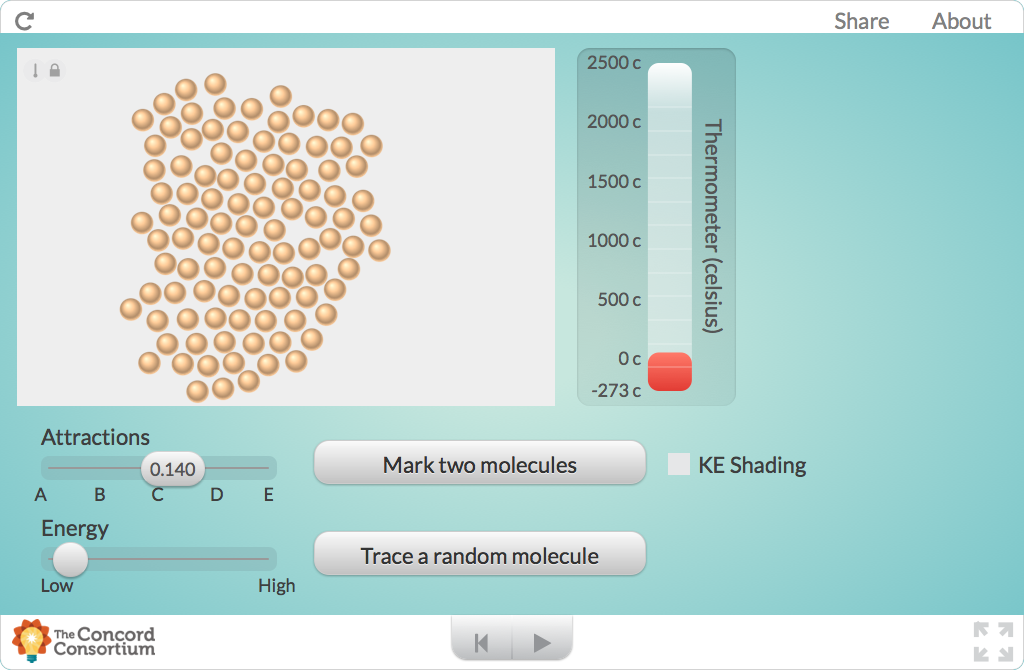 Share About
2500 c
2000 c
1500 c
1000 c
500 c
0 c
-273 c
Thermometer (celsius)
Attractions
0.140
A B C D E
Energy
Low High
Mark two molecules
KE Shading
Trace a random molecule
The Concord
Consortium